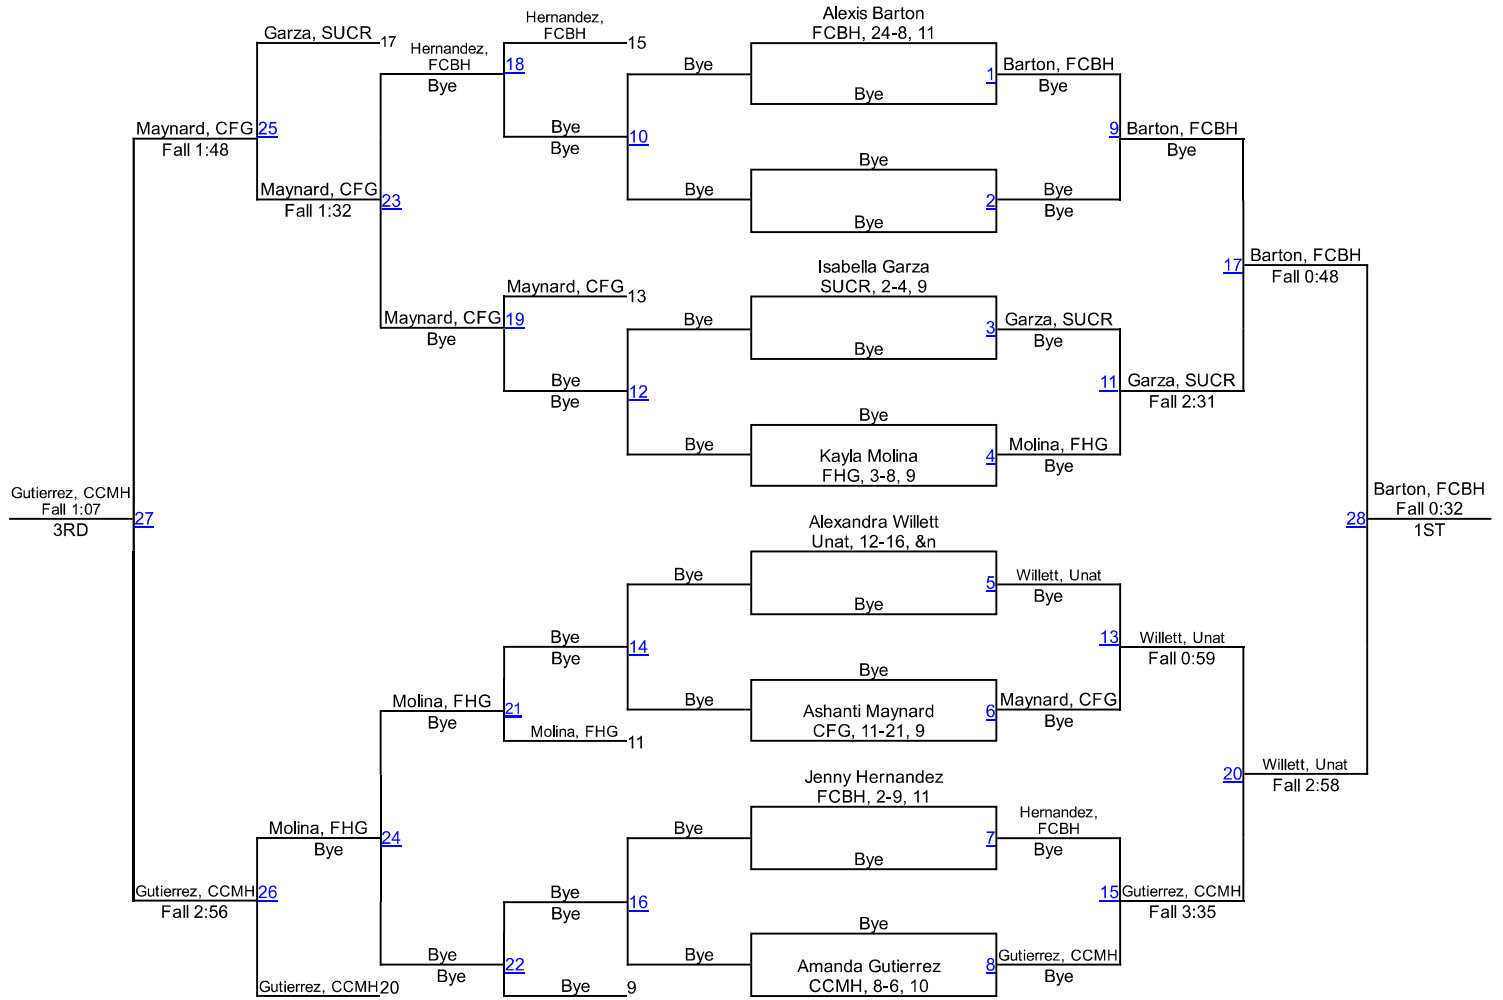 Alexis Barton
FCBH, 24-8, 11
Bye
Bye
Bye
Isabella Garza
SUCR, 2-4, 9
Bye
Bye
Kayla Molina
FHG, 3-8, 9
Alexandra Willett
Unat, 12-16, &n
Bye
Bye
Ashanti Maynard
CFG, 11-21, 9
Jenny Hernandez
FCBH, 2-9, 11
Bye
Bye
Amanda Gutierrez
CCMH, 8-6, 10
1
2
3
4
5
6
7
8
Barton, FCBH
Bye
Bye
Bye
Garza, SUCR
Bye
Molina, FHG
Bye
Willett, Unat
Bye
Maynard, CFG
Bye
Hernandez,
FCBH
Bye
Gutierrez, CCMH
Bye
9
11
13
15
Barton, FCBH
Bye
Garza, SUCR
Fall 2:31
Willett, Unat
Fall 0:59
Gutierrez, CCMH
Fall 3:35
17
20
Barton, FCBH
Fall 0:48
Willett, Unat
Fall 2:58
28
Barton, FCBH
Fall 0:32
1ST
Bye
Bye
Bye
Bye
Bye
Bye
Bye
Bye
10
12
14
16
Hernandez,
FCBH
15
Bye
Bye
Maynard, CFG
13
Bye
Bye
Bye
Bye
Molina, FHG
11
Bye
Bye
Bye
9
18
19
21
22
Hernandez,
FCBH
Bye
Maynard, CFG
Bye
Molina, FHG
Bye
Bye
Bye
23
24
Garza, SUCR
17
Maynard, CFG
Fall 1:32
Molina, FHG
Bye
Gutierrez, CCMH
20
25
26
Maynard, CFG
Fall 1:48
Gutierrez, CCMH
Fall 2:56
27
Gutierrez, CCMH
Fall 1:07
3RD